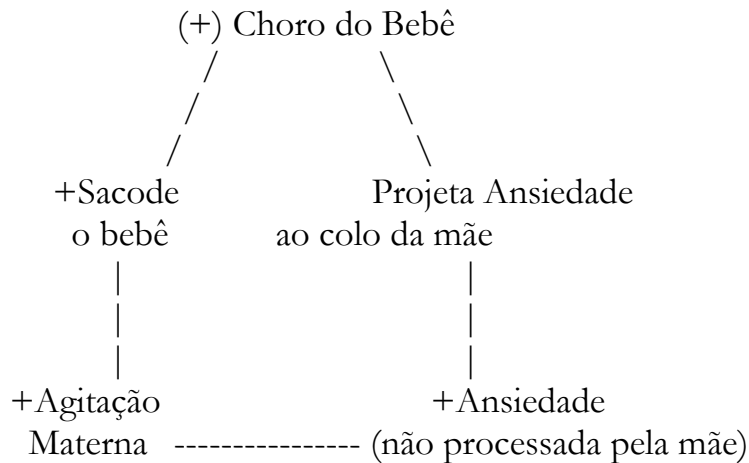 (+) Choro do Bebê
+Sacode Projeta Ansiedade
o bebê ao colo da mãe
+Agitação +Ansiedade
Materna ---------------- (não processada pela mãe)